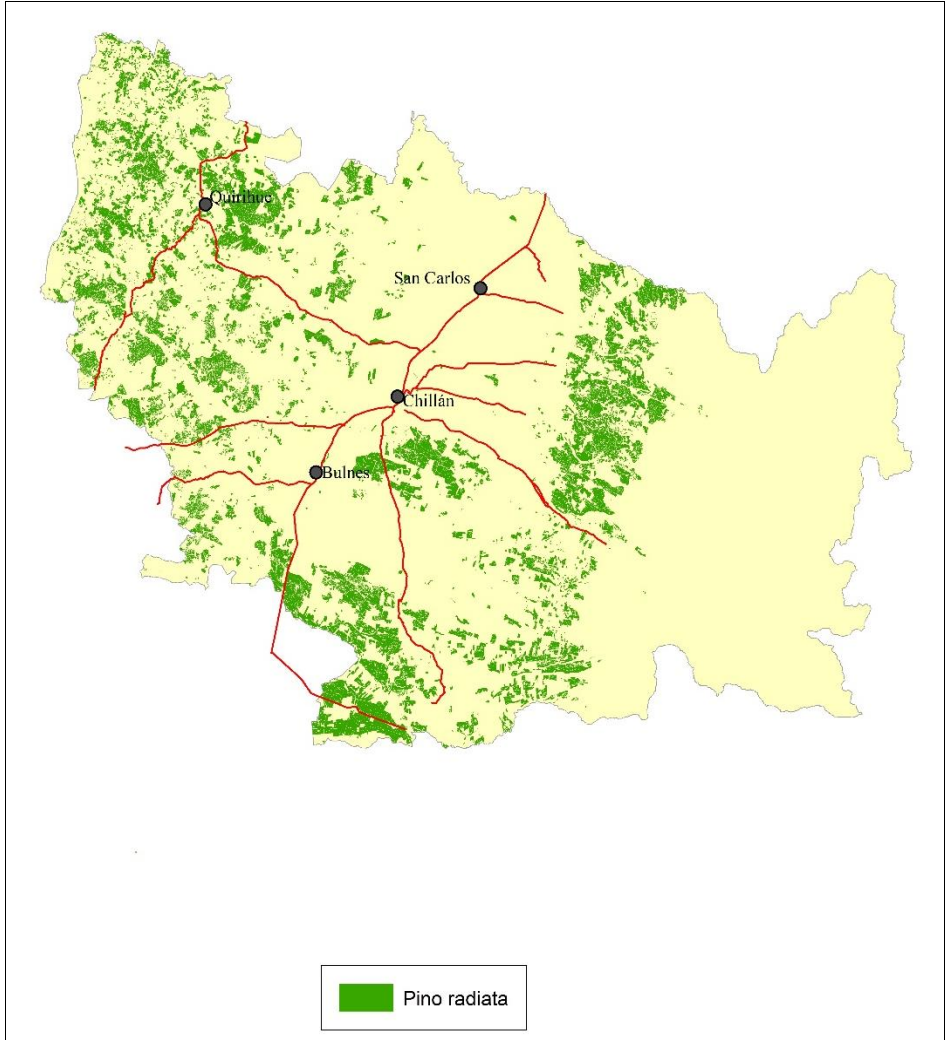 Quirihue
San Carlos
Chillán
Bulnes
Pino radiata